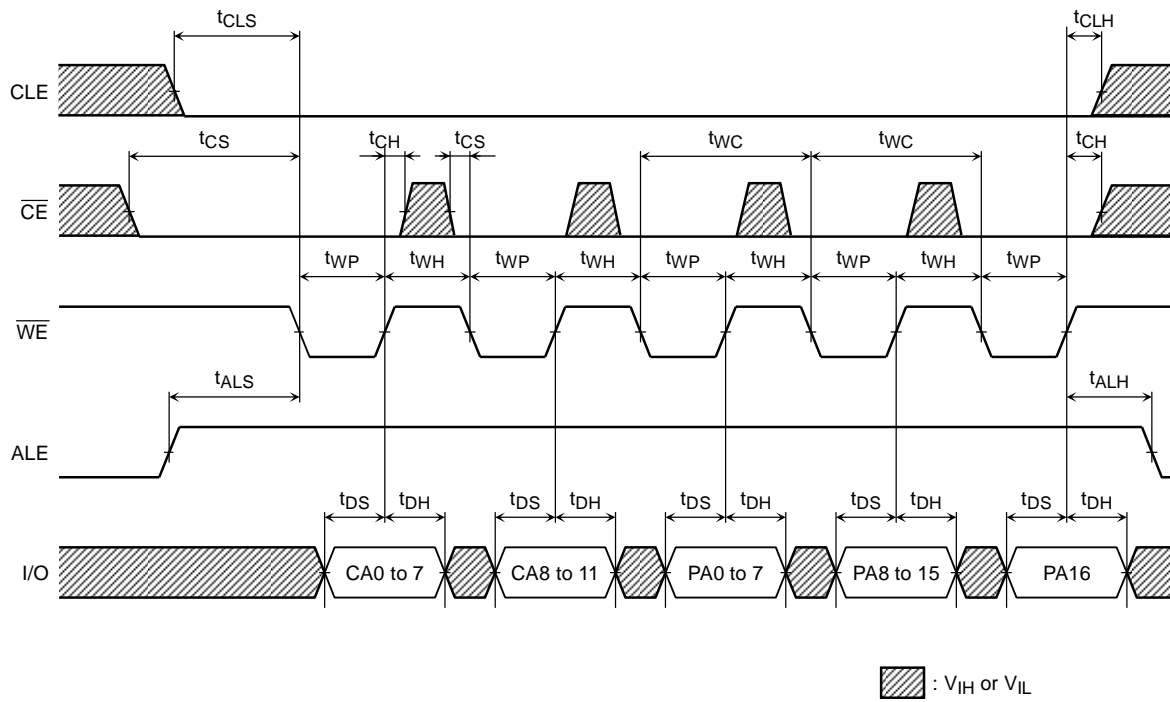 tCLS tCLH
CLE
tCS tCH tCS tWC tWC tCH
CE
tWP tWH tWP tWH tWP tWH tWP tWH tWP
WE
tALS tALH
ALE
tDS tDH tDS tDH tDS tDH tDS tDH tDS tDH
I/O CA0 to 7 CA8 to 11 PA0 to 7 PA8 to 15 PA16
: VIH or VIL